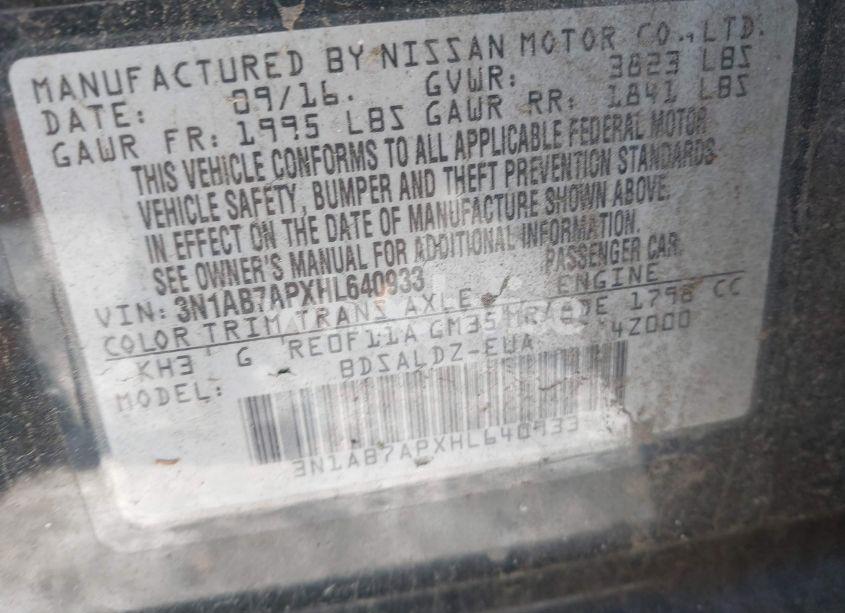 MANUFACTURED BY NISSAN MOTOR CO., LTD.
DATE: 09/16. GVWR: 3823 LBS
GAWR FR: 1995 LBS GAWR RR: 1841 LBS
THIS VEHICLE CONFORMS TO ALL APPLICABLE FEDERAL MOTOR
VEHICLE SAFETY, BUMPER AND THEFT PREVENTION STANDARDS
IN EFFECT ON THE DATE OF MANUFACTURE SHOWN ABOVE.
SEE OWNER'S MANUAL FOR ADDITIONAL INFORMATION.
VIN: 3N1AB7APXHL640933 PASSENGER CAR
COLOR TRIM TRANS AXLE ENGINE
KH3 G RE0F11A GM35 MRA8DE 1798 CC
MODEL: BDSALDZ-EUA 4Z000
3N1AB7APXHL640933